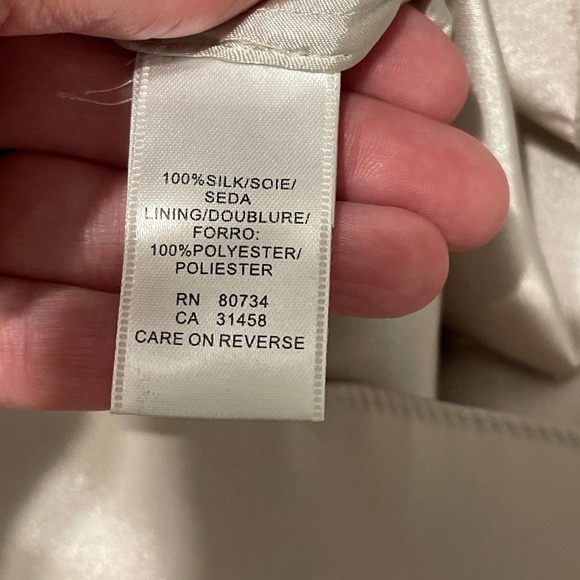 100%SILK/SOIE/
SEDA
LINING/DOUBLURE/
FORRO:
100%POLYESTER/
POLIESTER
RN 80734
CA 31458
CARE ON REVERSE